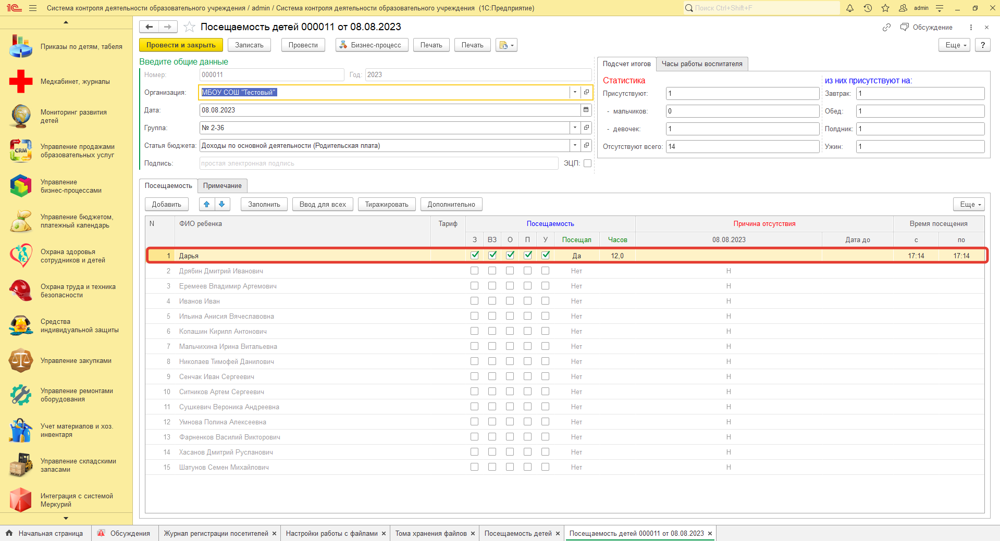 Система контроля деятельности образовательного учреждения / admin / Система контроля деятельности образовательного учреждения (1С:Предприятие)
Поиск Ctrl+Shift+F
admin
Приказы по детям, табеля
Медкабинет, журналы
Мониторинг развития
детей
Управление продажами
образовательных услуг
Управление
бизнес-процессами
Управление бюджетом,
платежный календарь
Охрана здоровья
сотрудников и детей
Охрана труда и техника
безопасности
Средства
индивидуальной защиты
Управление закупками
Управление ремонтами
оборудования
Учет материалов и хоз.
инвентаря
Управление складскими
запасами
Интеграция с системой
Меркурий
Посещаемость детей 000011 от 08.08.2023
Обсуждение
Провести и закрыть Записать Провести Бизнес-процесс Печать Печать Еще ?
Введите общие данные
Номер: 000011 Год: 2023
Организация: МБОУ СОШ "Тестовый"
Дата: 08.08.2023
Группа: № 2-36
Статья бюджета: Доходы по основной деятельности (Родительская плата)
Подпись: простая электронная подпись ЭЦП:
Подсчет итогов Часы работы воспитателя
Статистика из них присутствуют на:
Присутствуют: 1 Завтрак: 1
- мальчиков: 0 Обед: 1
- девочек: 1 Полдник: 1
Отсутствуют всего: 14 Ужин: 1
Посещаемость Примечание
Добавить Заполнить Ввод для всех Тиражировать Дополнительно Еще
N ФИО ребенка Тариф Посещаемость Причина отсутствия Время посещения
З ВЗ О П У Посещал Часов 08.08.2023 Дата до с по
1 Дарья Да 12,0 17:14 17:14
2 Дрябин Дмитрий Иванович Нет Н
3 Еремеев Владимир Артемович Нет Н
4 Иванов Иван Нет Н
5 Ильина Анисия Вячеславовна Нет Н
6 Копашин Кирилл Антонович Нет Н
7 Мальчихина Ирина Витальевна Нет Н
8 Николаев Тимофей Данилович Нет Н
9 Сенчак Иван Сергеевич Нет Н
10 Ситников Артем Сергеевич Нет Н
11 Сушкевич Вероника Андреевна Нет Н
12 Умнова Полина Алексеевна Нет Н
13 Фарненков Василий Викторович Нет Н
14 Хасанов Дмитрий Русланович Нет Н
15 Шатунов Семен Михайлович Нет Н
Начальная страница Обсуждения Журнал регистрации посетителей Настройки работы с файлами Тома хранения файлов Посещаемость детей Посещаемость детей 000011 от 08.08.2023